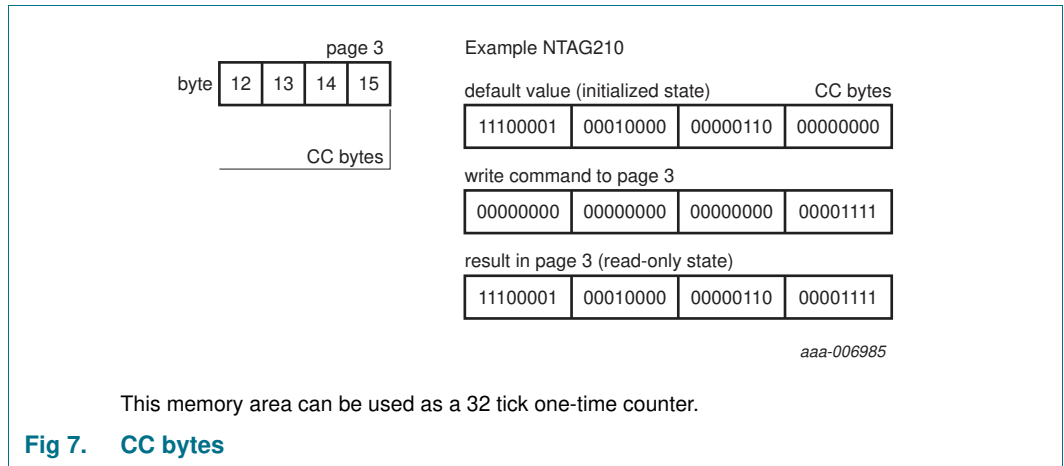 page 3
byte 12 13 14 15
CC bytes
Example NTAG210
default value (initialized state) CC bytes
11100001 00010000 00000110 00000000
write command to page 3
00000000 00000000 00000000 00001111
result in page 3 (read-only state)
11100001 00010000 00000110 00001111
aaa-006985
This memory area can be used as a 32 tick one-time counter.
Fig 7. CC bytes